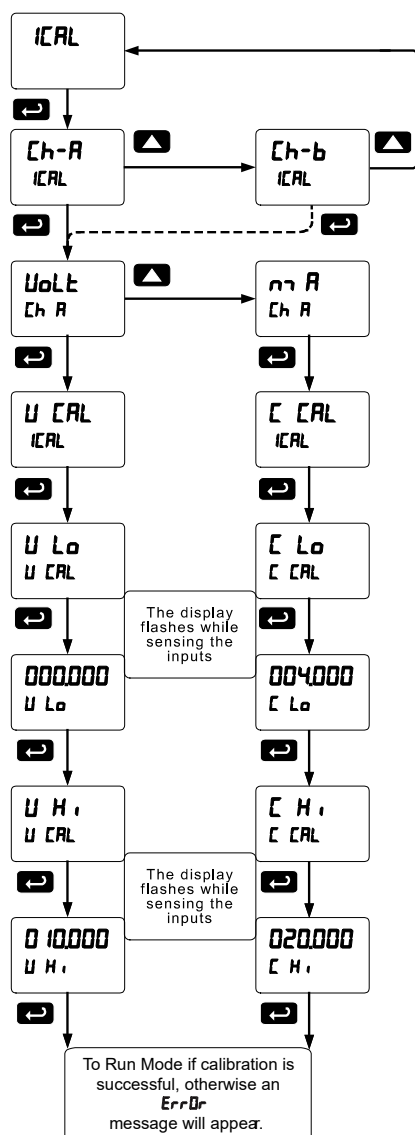 ICAL
Ch-A
ICAL
Ch-b
ICAL
VoLt
Ch A
mA
Ch A
V CAL
ICAL
C CAL
ICAL
V Lo
V CAL
C Lo
C CAL
The display
flashes while
sensing the
inputs
000.000
V Lo
004.000
C Lo
V Hi
V CAL
C Hi
C CAL
The display
flashes while
sensing the
inputs
010.000
V Hi
020.000
C Hi
To Run Mode if calibration is
successful, otherwise an
Error
message will appear.